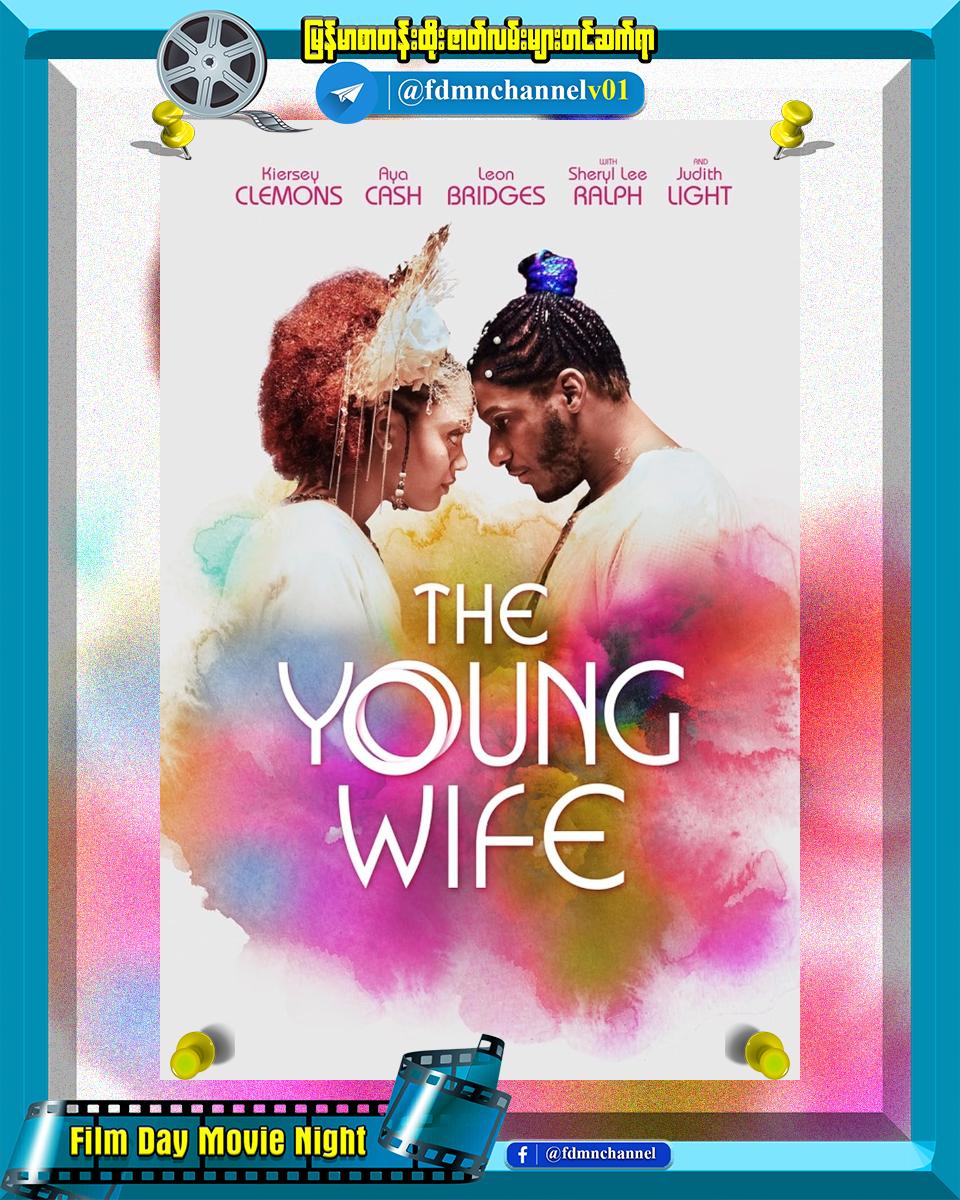 မြန်မာစာတန်းထိုးဇာတ်လမ်းများတင်ဆက်ရာ
@fdmnchannelv01
Kiersey CLEMONS
Aya CASH
Leon BRIDGES
WITH Sheryl Lee RALPH
AND Judith LIGHT
THE
YOUNG
WIFE
Film Day Movie Night
@fdmnchannel